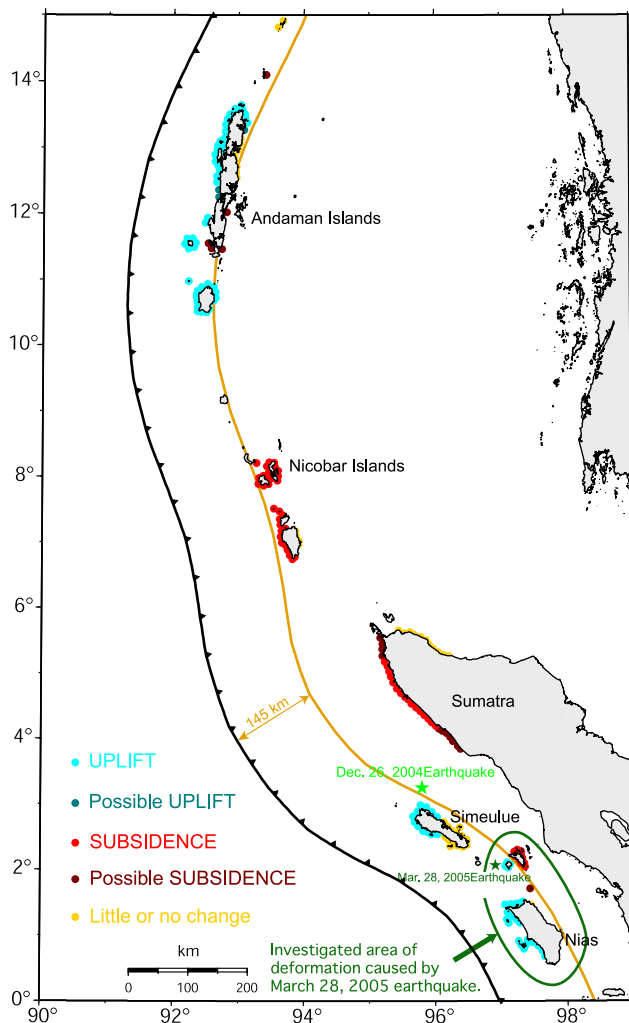 14°
12°
Andaman Islands
10°
8°
Nicobar Islands
6°
Sumatra
145 km
4°
UPLIFT
Dec. 26, 2004Earthquake
Possible UPLIFT
Simeulue
SUBSIDENCE
2°
Mar. 28, 2005Earthquake
Possible SUBSIDENCE
Little or no change
Nias
km
Investigated area of
deformation caused by
March 28, 2005 earthquake.
0 100 200
0°
90° 92° 94° 96° 98°